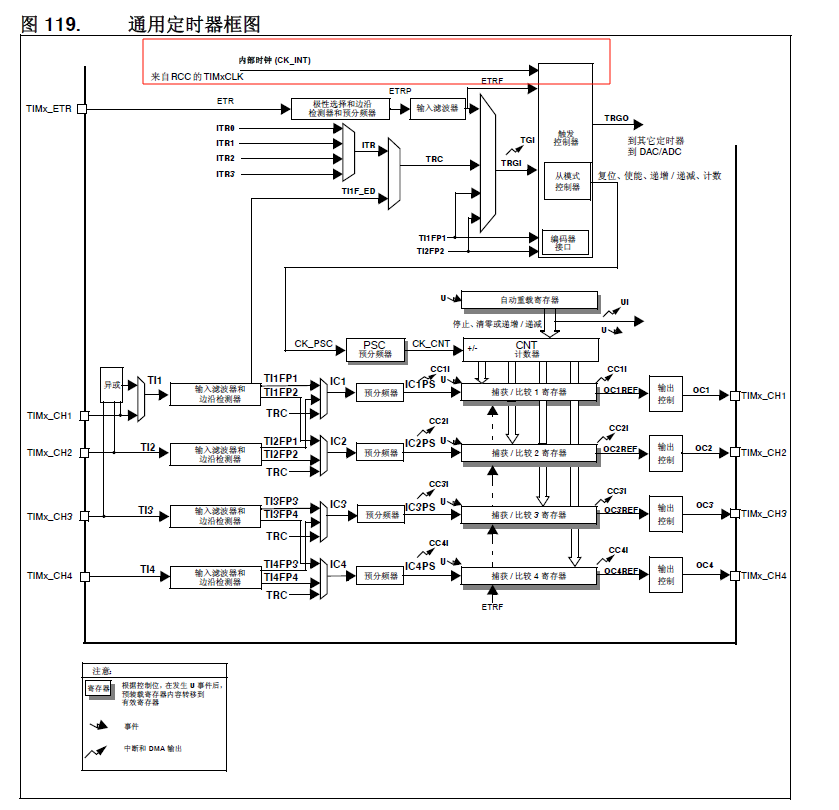 图 119. 通用定时器框图
内部时钟 (CK_INT)
来自RCC的TIMxCLK
TIMx_ETR
ETR
极性选择和边沿
检测器和预分频器
ETRP
输入滤波器
ETRF
触发
控制器
TRGO
到其它定时器
到 DAC/ADC
ITR0
ITR1
ITR2
ITR3
ITR
TRC
TI1F_ED
TGI
TRGI
从模式
控制器
复位、使能、递增 / 递减、计数
TI1FP1
TI2FP2
编码器
接口
U
自动重载寄存器
UI
停止、清零或递增 / 递减
U
CK_PSC
PSC
预分频器
CK_CNT
+/-
CNT
计数器
异或
TI1
输入滤波器和
边沿检测器
TI1FP1
TI1FP2
TRC
IC1
预分频器
IC1PS
CC1I
U
捕获 / 比较 1 寄存器
CC1I
OC1REF
输出
控制
OC1
TIMx_CH1
TIMx_CH1
TIMx_CH2
TI2
输入滤波器和
边沿检测器
TI2FP1
TI2FP2
TRC
IC2
预分频器
IC2PS
CC2I
U
捕获 / 比较 2 寄存器
CC2I
OC2REF
输出
控制
OC2
TIMx_CH2
TIMx_CH3
TI3
输入滤波器和
边沿检测器
TI3FP3
TI3FP4
TRC
IC3
预分频器
IC3PS
CC3I
U
捕获 / 比较 3 寄存器
CC3I
OC3REF
输出
控制
OC3
TIMx_CH3
TIMx_CH4
TI4
输入滤波器和
边沿检测器
TI4FP3
TI4FP4
TRC
IC4
预分频器
IC4PS
CC4I
U
捕获 / 比较 4 寄存器
CC4I
OC4REF
输出
控制
OC4
TIMx_CH4
ETRF
注意:
寄存器
根据控制位, 在发生 U 事件后,
预装载寄存器内容转移到
有效寄存器
事件
中断和 DMA 输出